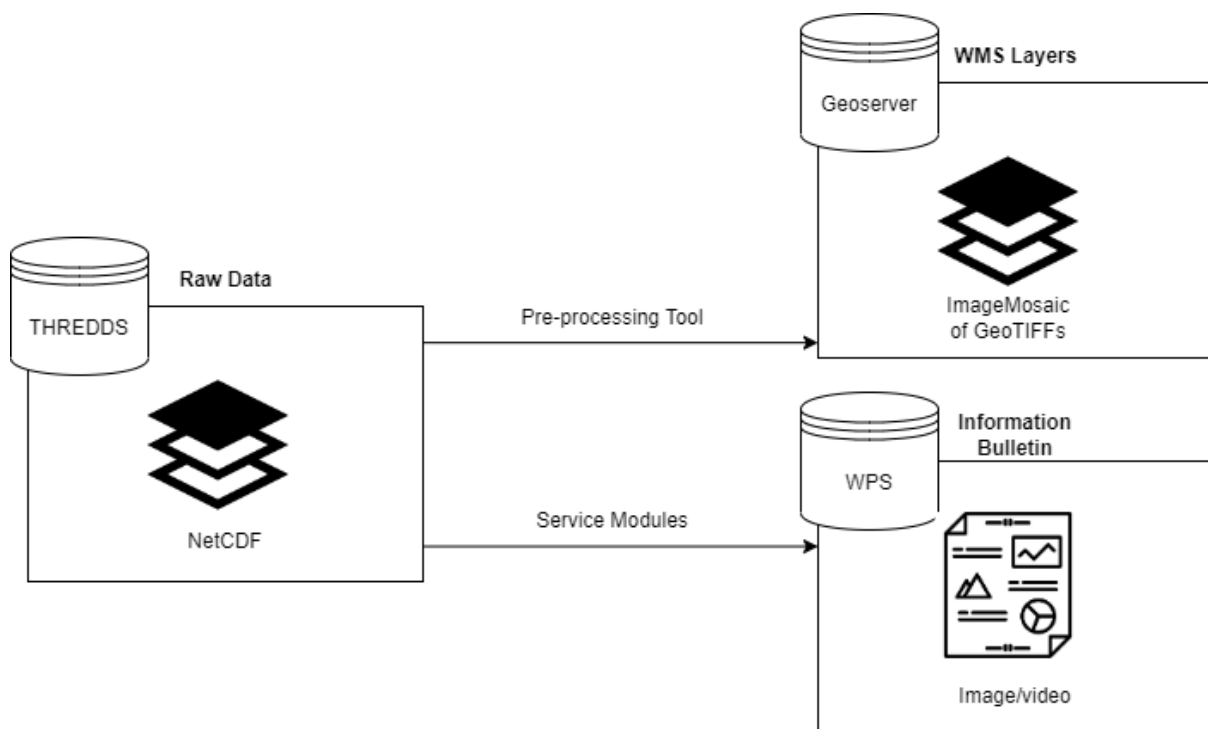 WMS Layers
Geoserver
ImageMosaic
of GeoTIFFs
Raw Data
THREDDS
NetCDF
Pre-processing Tool
Service Modules
Information
Bulletin
WPS
Image/video